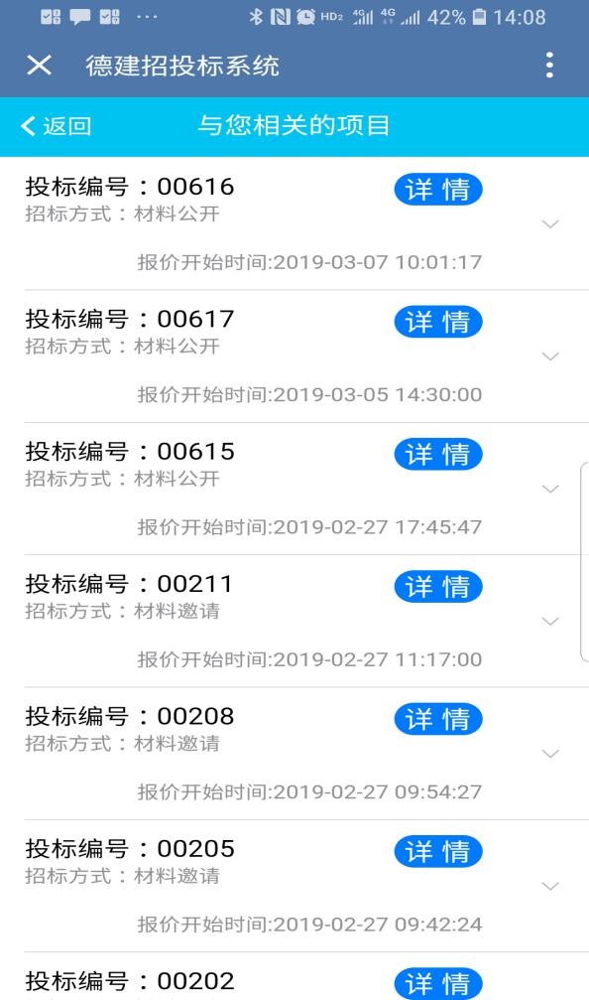 HD2 4G 4G 42% 14:08
德建招投标系统
返回 与您相关的项目
投标编号：00616 详 情
招标方式：材料公开
报价开始时间:2019-03-07 10:01:17
投标编号：00617 详 情
招标方式：材料公开
报价开始时间:2019-03-05 14:30:00
投标编号：00615 详 情
招标方式：材料公开
报价开始时间:2019-02-27 17:45:47
投标编号：00211 详 情
招标方式：材料邀请
报价开始时间:2019-02-27 11:17:00
投标编号：00208 详 情
招标方式：材料邀请
报价开始时间:2019-02-27 09:54:27
投标编号：00205 详 情
招标方式：材料邀请
报价开始时间:2019-02-27 09:42:24
投标编号：00202 详 情